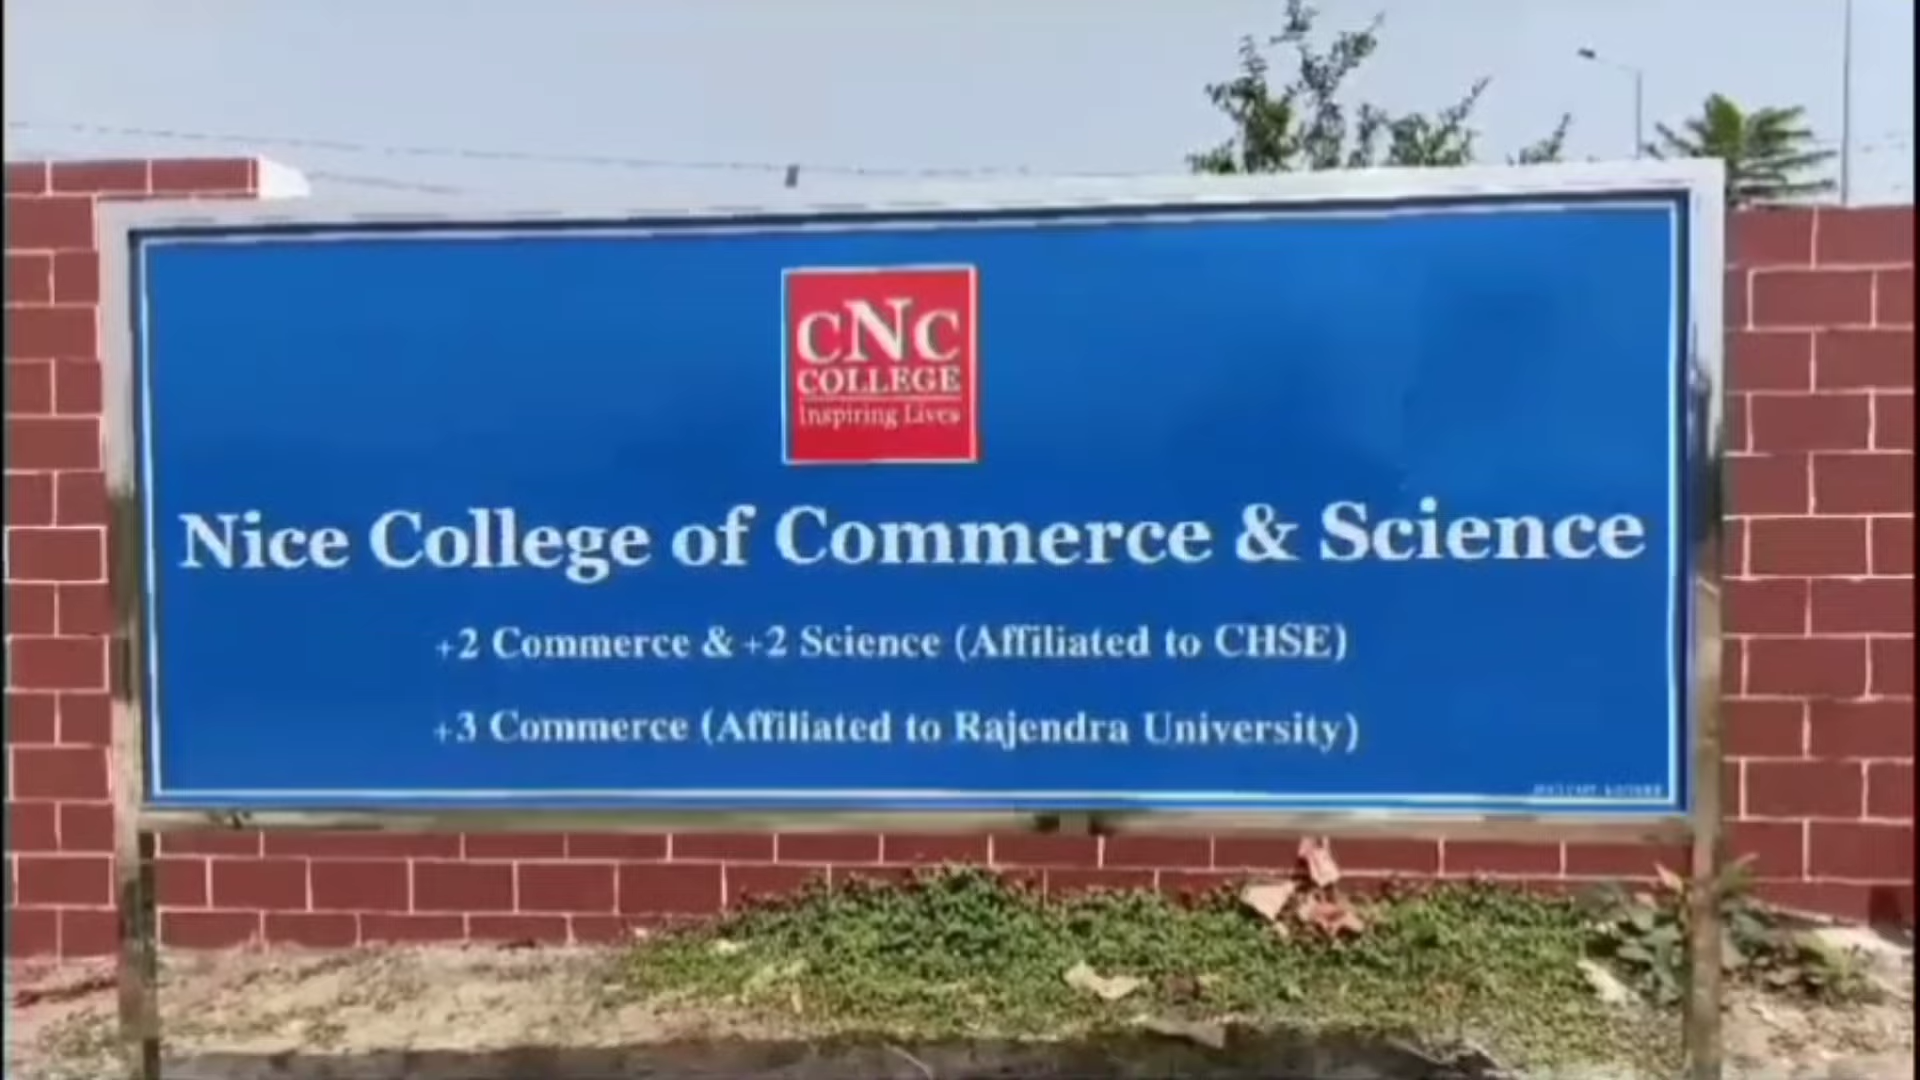 CNC
COLLEGE
Inspiring Lives
Nice College of Commerce & Science
+2 Commerce & +2 Science (Affiliated to CHSE)
+3 Commerce (Affiliated to Rajendra University)